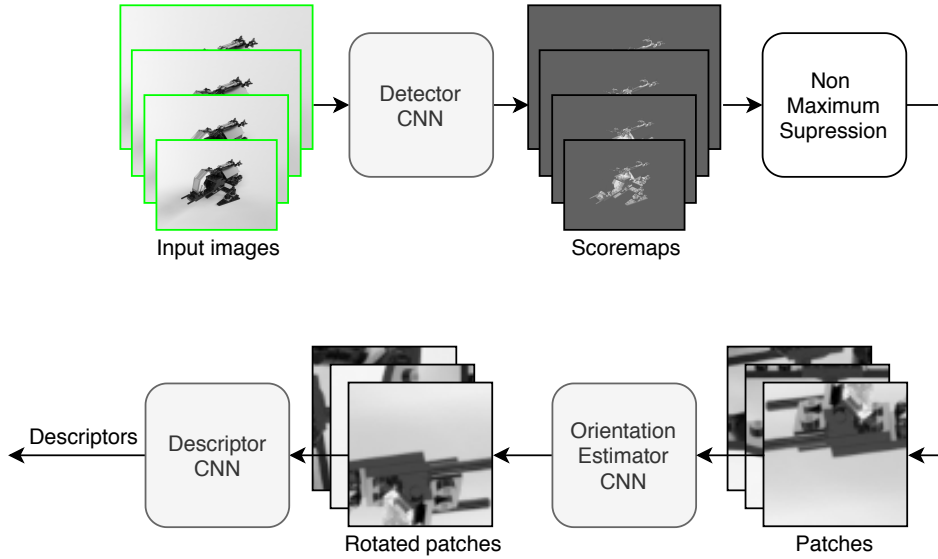 Detector
CNN
Non
Maximum
Supression
Input images
Scoremaps
Descriptors
Descriptor
CNN
Orientation
Estimator
CNN
Rotated patches
Patches